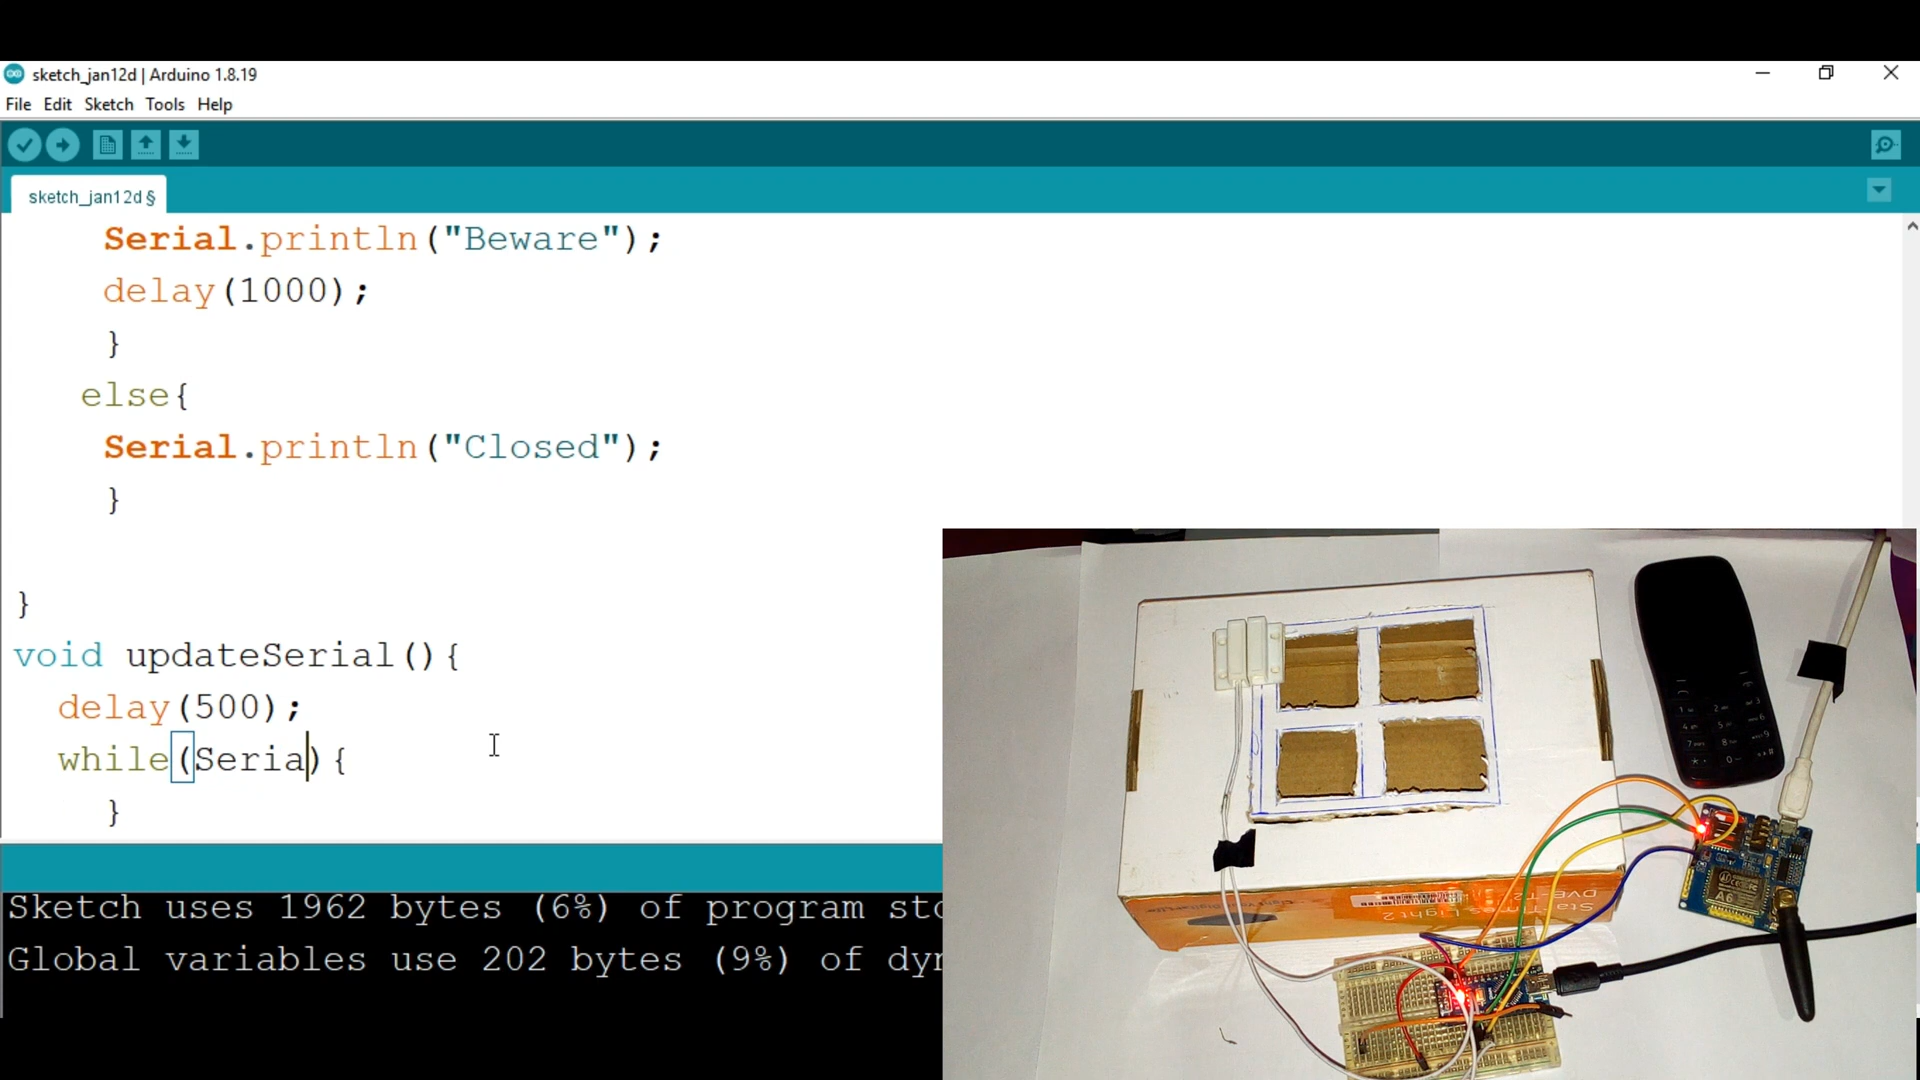 sketch_jan12d | Arduino 1.8.19
File Edit Sketch Tools Help
sketch_jan12d §
Serial.println("Beware");
delay(1000);
}
else{
Serial.println("Closed");
}
}
void updateSerial(){
delay(500);
while(Seria){
}
Sketch uses 1962 bytes (6%) of program sto
Global variables use 202 bytes (9%) of dyn
A6